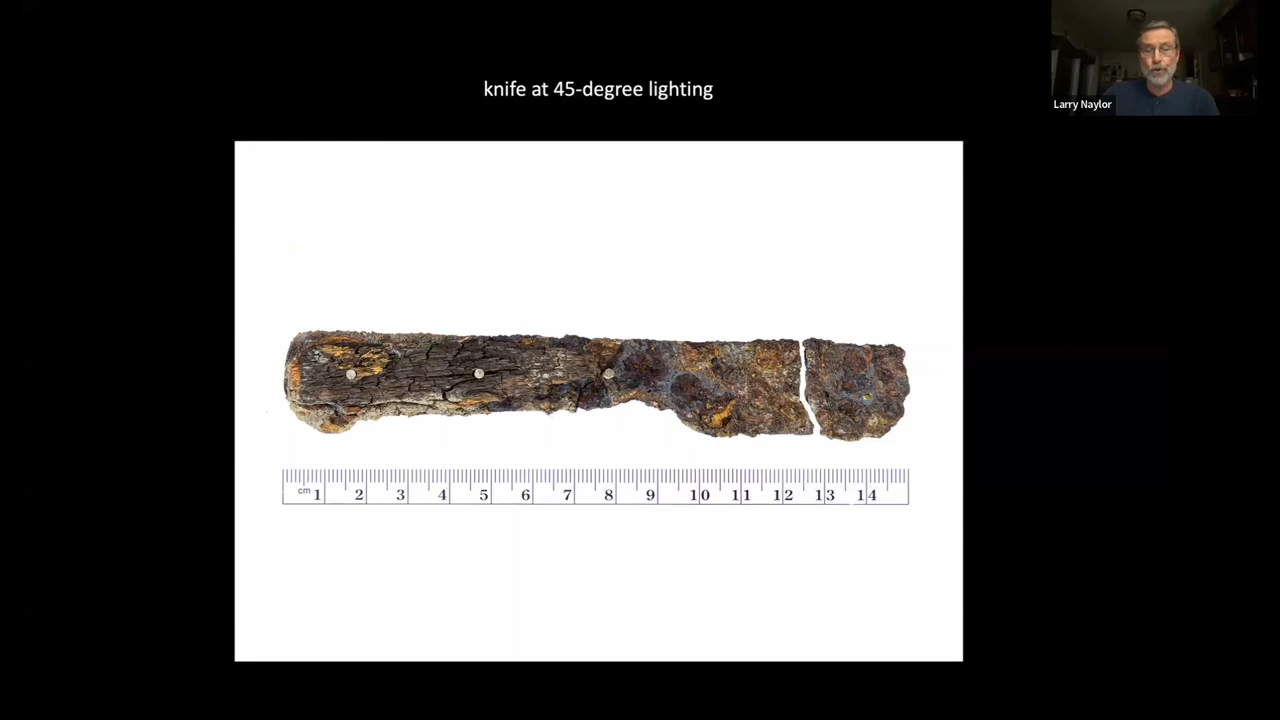 knife at 45-degree lighting
Larry Naylor
cm 1 2 3 4 5 6 7 8 9 10 11 12 13 14